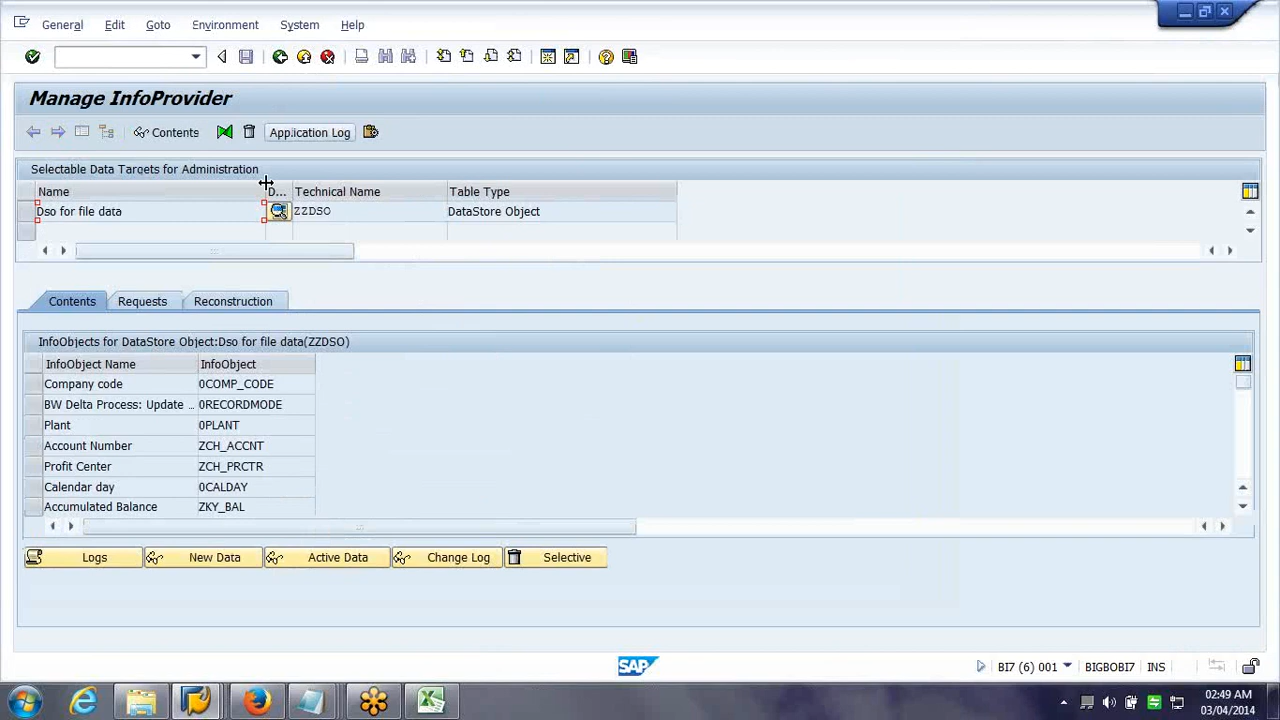 General Edit Goto Environment System Help
Manage InfoProvider
Contents Application Log
Selectable Data Targets for Administration
Name D... Technical Name Table Type
Dso for file data ZZDSO DataStore Object
Contents Requests Reconstruction
InfoObjects for DataStore Object:Dso for file data(ZZDSO)
InfoObject Name InfoObject
Company code 0COMP_CODE
BW Delta Process: Update ... 0RECORDMODE
Plant 0PLANT
Account Number ZCH_ACCNT
Profit Center ZCH_PRCTR
Calendar day 0CALDAY
Accumulated Balance ZKY_BAL
Logs New Data Active Data Change Log Selective
SAP BI7 (6) 001 BIGBOBI7 INS
02:49 AM
03/04/2014